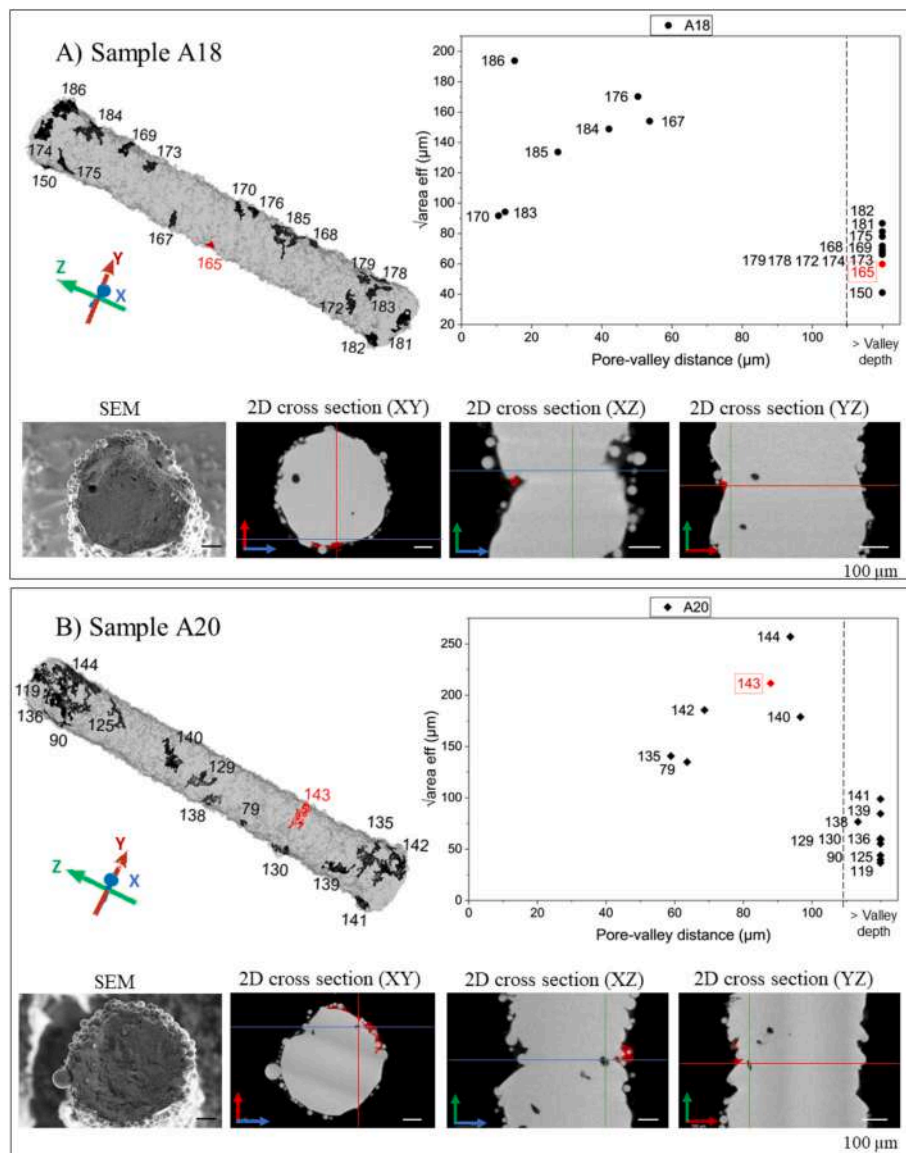 A) Sample A18
186
184
169
173
174
150
175
170
176
185
168
167
165
179
178
172
183
182
181
Z
Y
X
A18
√area eff (µm)
200
180
160
140
120
100
80
60
40
20
186
176
184
167
185
170
183
182
181
175
168 169
179 178 172 174 173
165
150
0 20 40 60 80 100
> Valley
depth
Pore-valley distance (µm)
SEM
2D cross section (XY)
2D cross section (XZ)
2D cross section (YZ)
100 µm
B) Sample A20
144
119
136
125
90
140
129
138
79
143
130
135
142
139
141
Z
Y
X
A20
√area eff (µm)
250
200
150
100
50
0
144
143
142
140
135
79
141
139
138
129 130 136
90 125
119
0 20 40 60 80 100
> Valley
depth
Pore-valley distance (µm)
SEM
2D cross section (XY)
2D cross section (XZ)
2D cross section (YZ)
100 µm